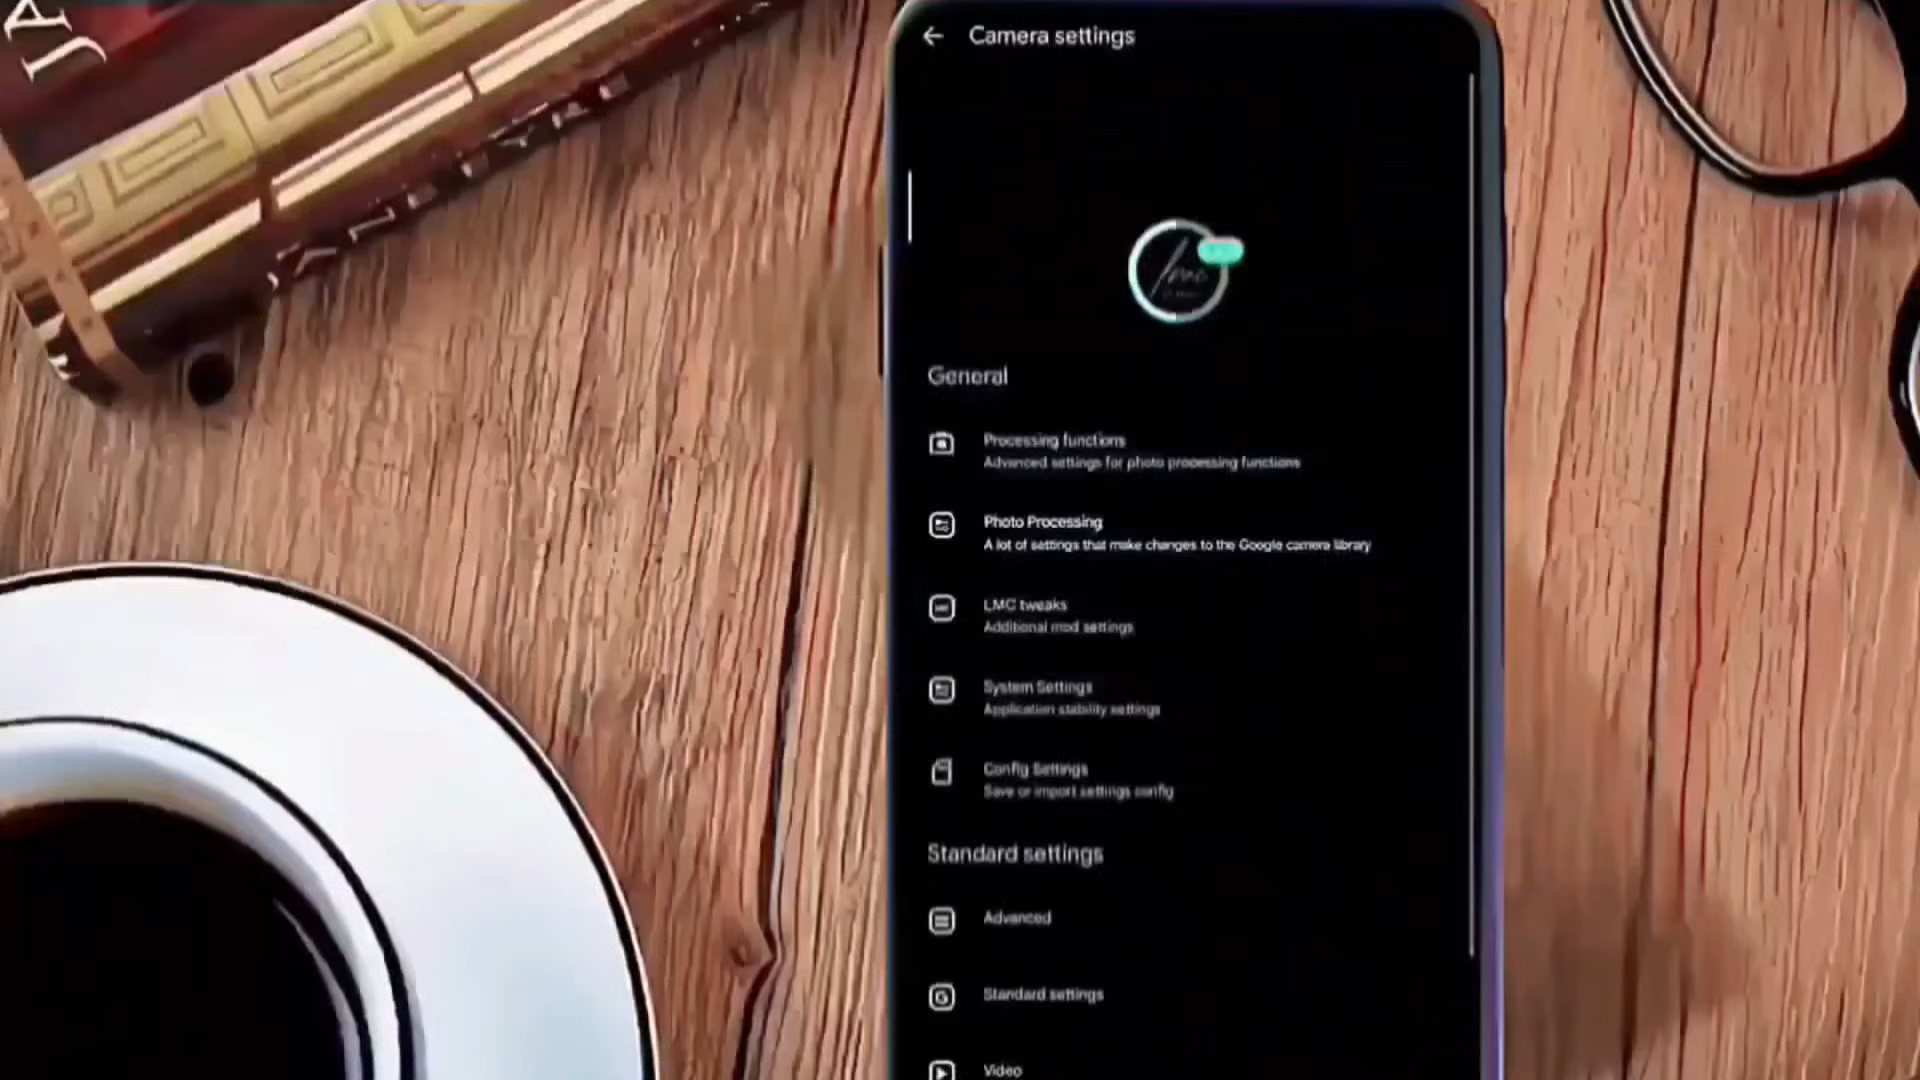 Camera settings
lmc
General
Processing functions
Advanced settings for photo processing functions
Photo Processing
A lot of settings that make changes to the Google camera library
LMC tweaks
Additional mod settings
System Settings
Application stability settings
Config Settings
Save or import settings config
Standard settings
Advanced
Standard settings
Video